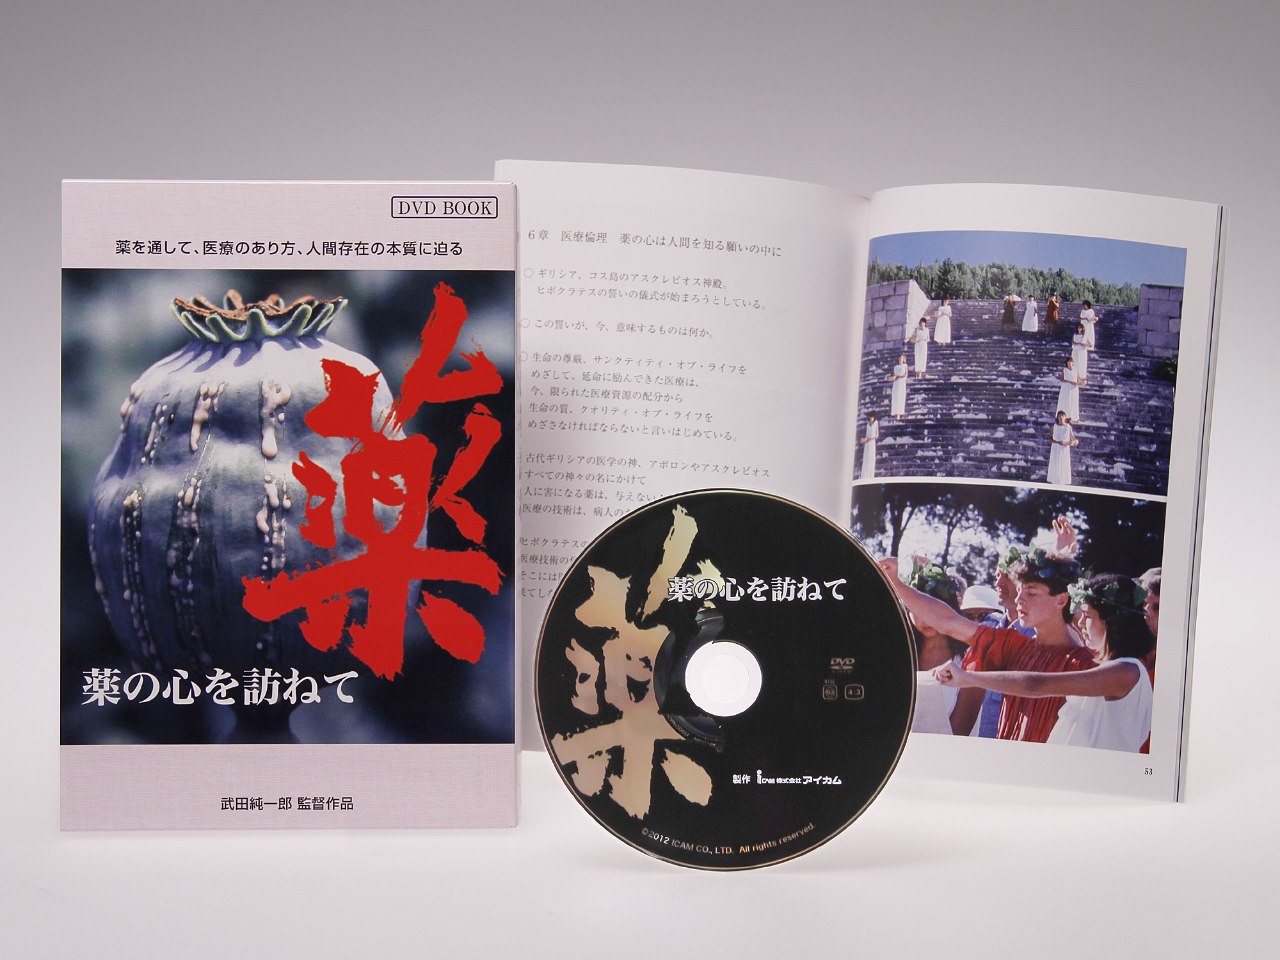 DVD BOOK
薬を通して、医療のあり方、人間存在の本質に迫る
薬
薬の心を訪ねて
武田純一郎 監督作品
6章 医療倫理 薬の心は人間を知る願いの中に
○ ギリシア、コス島のアスクレピオス神殿。
ヒポクラテスの誓いの儀式が始まろうとしている。
○ この誓いが、今、意味するものは何か。
○ 生命の尊厳、サンクティティ・オブ・ライフを
めざして、延命に励んできた医療は、
今、限られた医療資源の配分から
生命の質、クオリティ・オブ・ライフを
めざさなければならないと言いはじめている。
古代ギリシアの医学の神、アポロンやアスクレピオス
すべての神々の名にかけて
人に害になる薬は、与えない
医療の技術は、病人の
ヒポクラテスの
医療技術の
そこには
53
薬
薬の心を訪ねて
DVD
4:3
製作 iCAM 株式会社 アイカム
©2012 ICAM CO., LTD. All rights reserved.